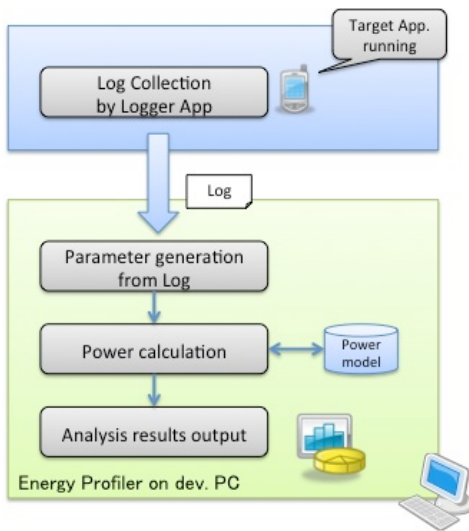 Target App.
running
Log Collection
by Logger App
Log
Parameter generation
from Log
Power calculation
Power
model
Analysis results output
Energy Profiler on dev. PC